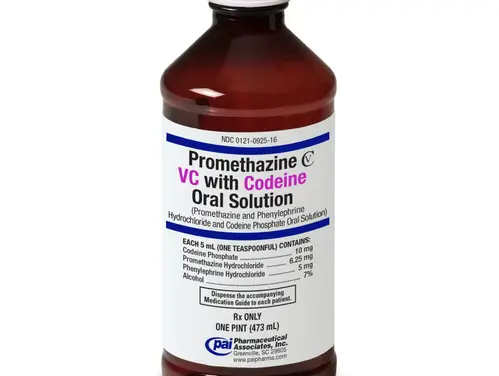 NDC 0121-0925-16
Promethazine CV
VC with Codeine
Oral Solution
(Promethazine and Phenylephrine
Hydrochloride and Codeine Phosphate Oral Solution)
EACH 5 mL (ONE TEASPOONFUL) CONTAINS:
Codeine Phosphate .............. 10 mg
Promethazine Hydrochloride ......... 6.25 mg
Phenylephrine Hydrochloride ........ 5 mg
Alcohol .............................. 7%
Dispense the accompanying
Medication Guide to each patient.
Rx ONLY
ONE PINT (473 mL)
pai Pharmaceutical
Associates, Inc.
Greenville, SC 29605
www.paipharma.com